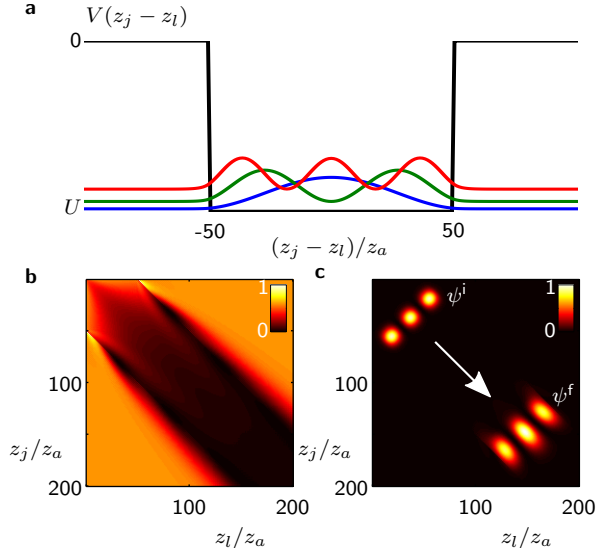 a
V(z_j − z_l)
0
U
-50
50
(z_j − z_l)/z_a
b
c
1
0
1
0
ψ^i
ψ^f
100
100
z_j/z_a
z_j/z_a
200
200
100
200
100
200
z_l/z_a
z_l/z_a